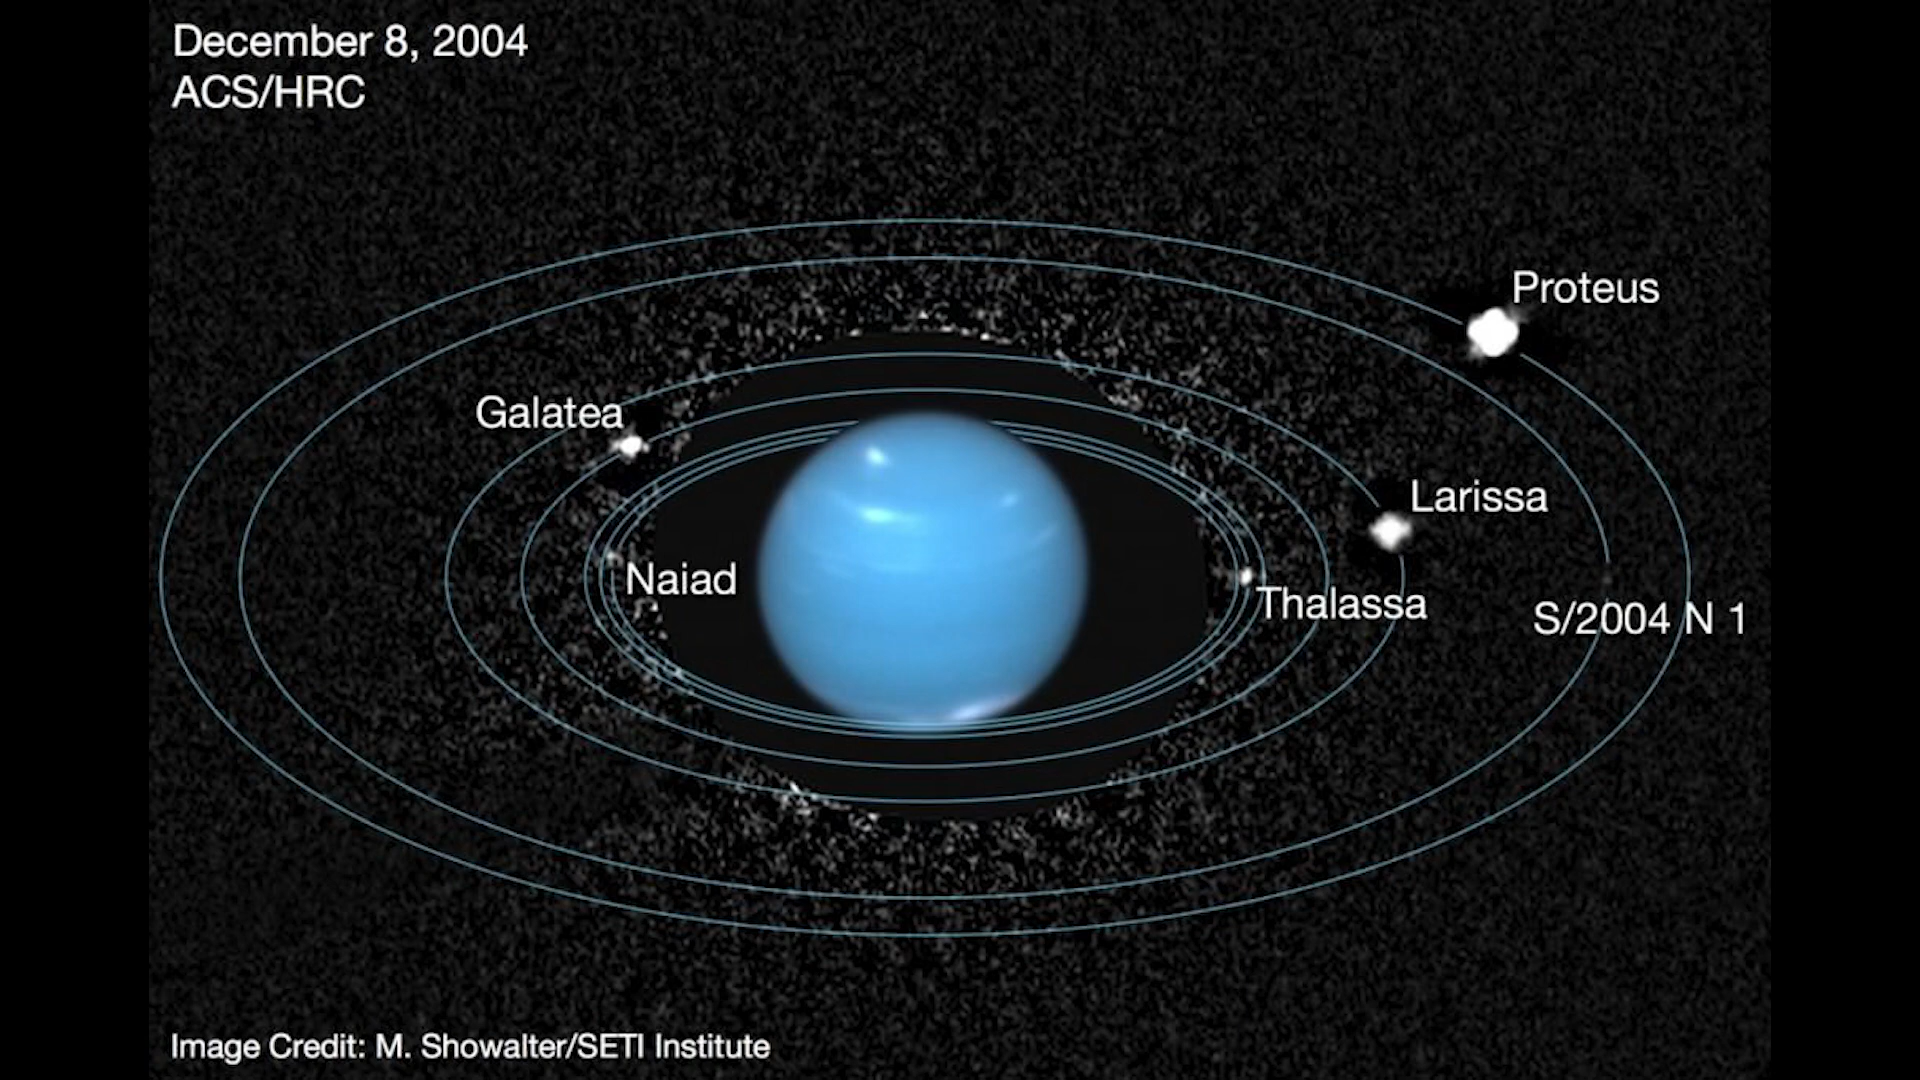 December 8, 2004
ACS/HRC
Proteus
Galatea
Larissa
Naiad
Thalassa
S/2004 N 1
Image Credit: M. Showalter/SETI Institute